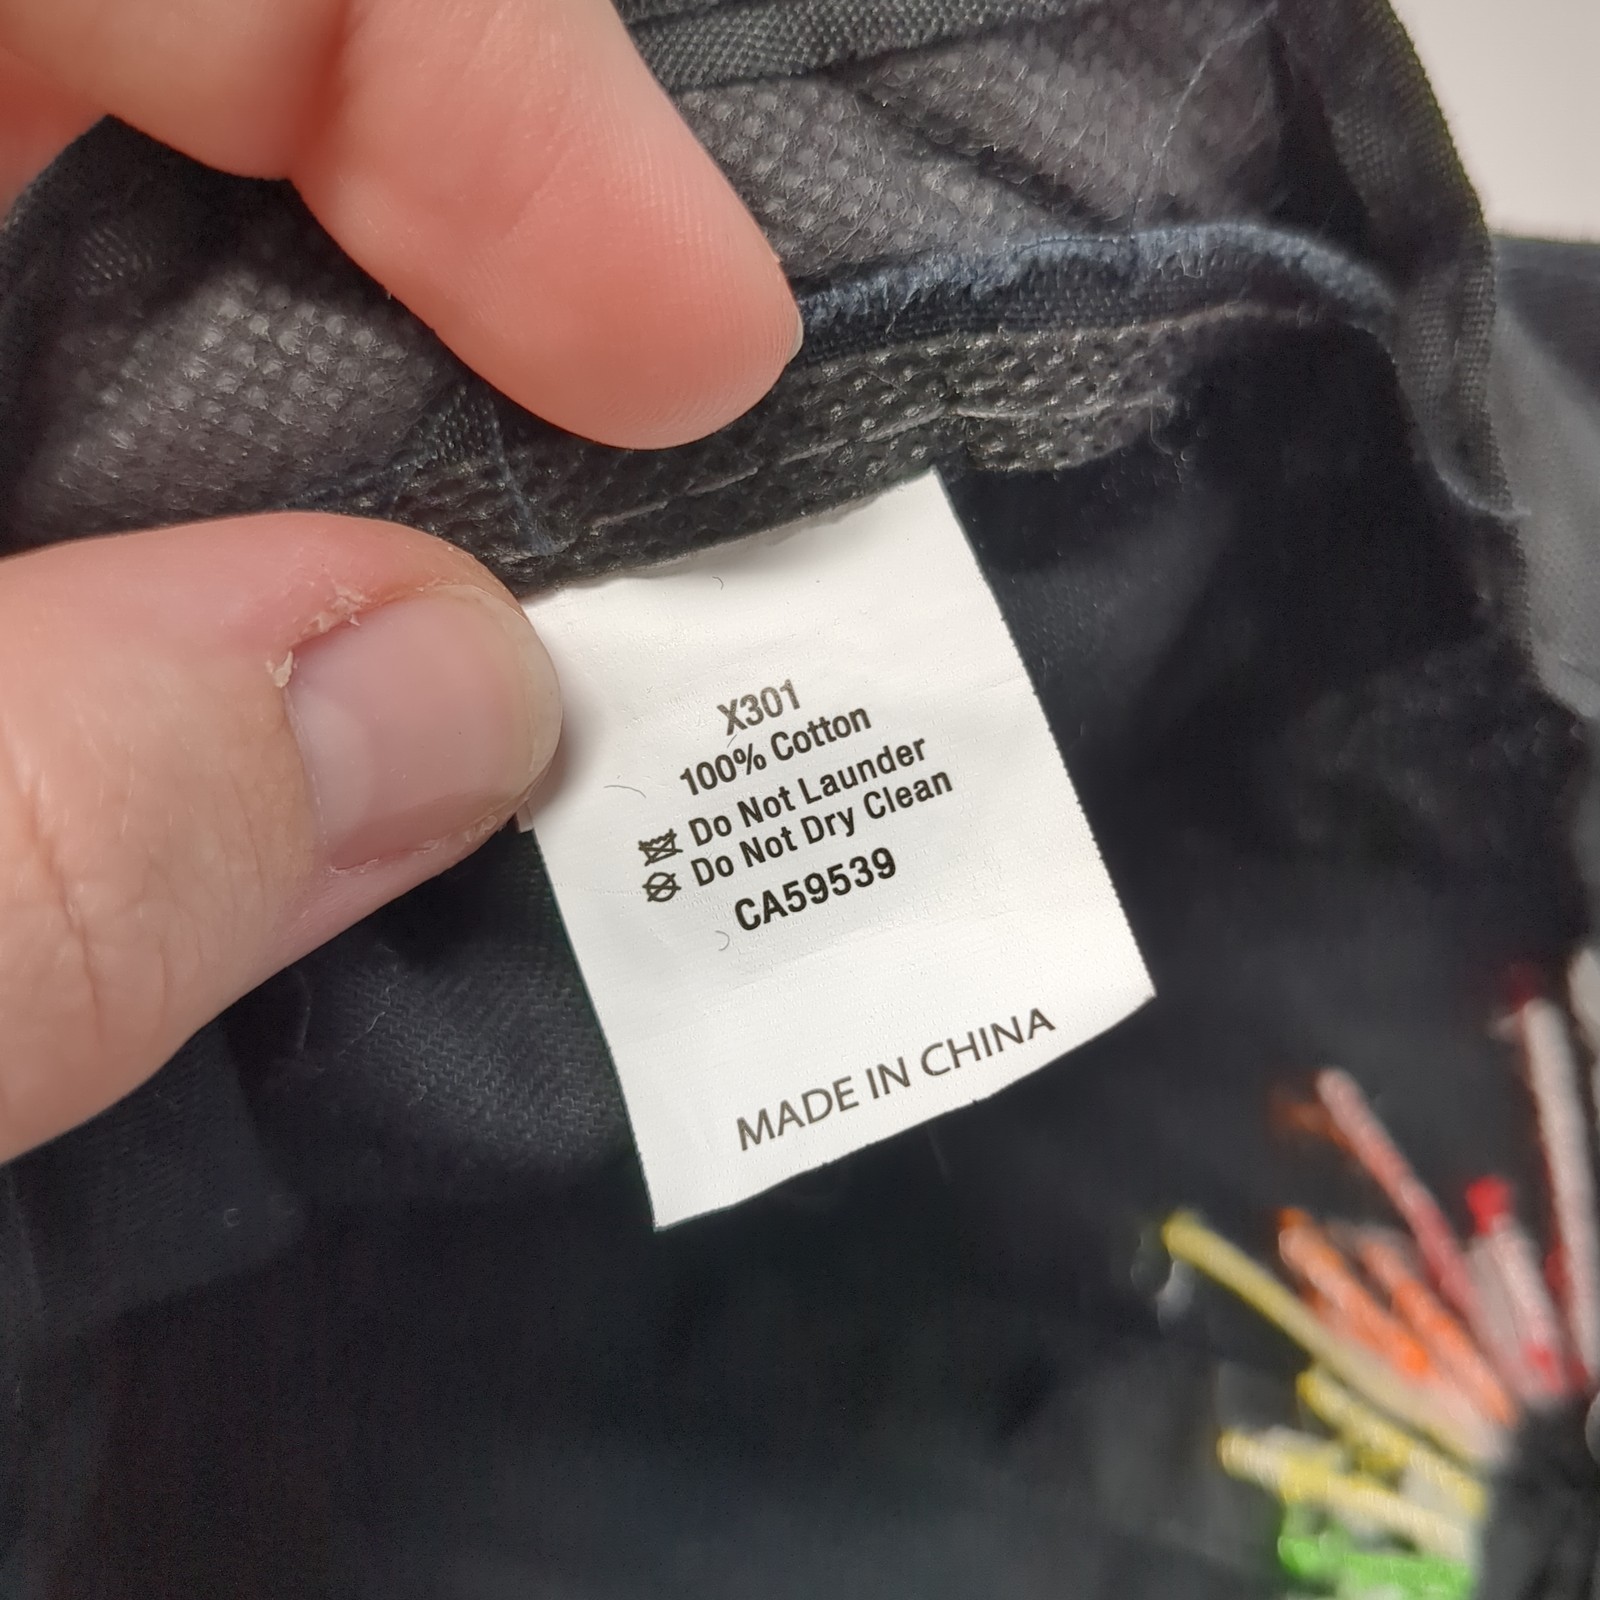 X301
100% Cotton
Do Not Launder
Do Not Dry Clean
CA59539
MADE IN CHINA